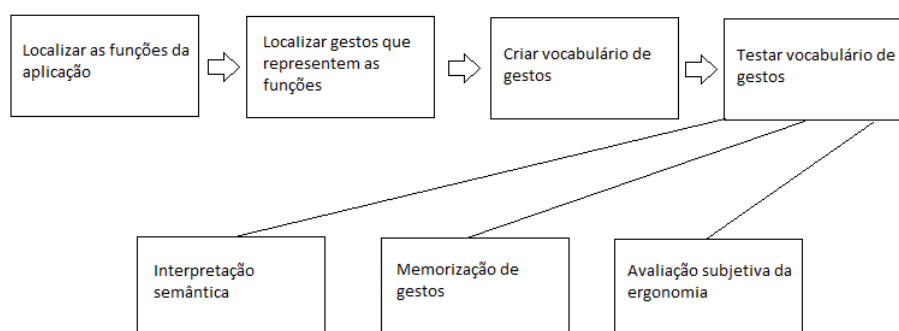 Localizar as funções da
aplicação
Localizar gestos que
representem as
funções
Criar vocabulário de
gestos
Testar vocabulário de
gestos
Interpretação
semântica
Memorização de
gestos
Avaliação subjetiva da
ergonomia